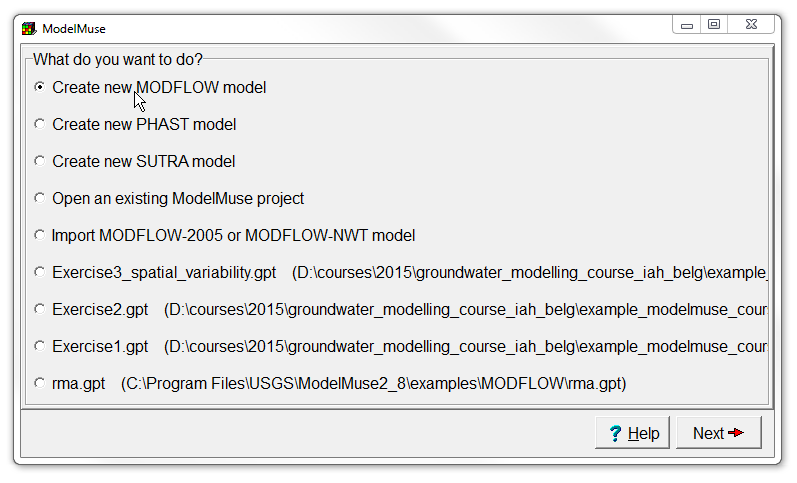 ModelMuse
What do you want to do?
Create new MODFLOW model
Create new PHAST model
Create new SUTRA model
Open an existing ModelMuse project
Import MODFLOW-2005 or MODFLOW-NWT model
Exercise3_spatial_variability.gpt (D:\courses\2015\groundwater_modelling_course_iah_belg\example_
Exercise2.gpt (D:\courses\2015\groundwater_modelling_course_iah_belg\example_modelmuse_cour
Exercise1.gpt (D:\courses\2015\groundwater_modelling_course_iah_belg\example_modelmuse_cour
rma.gpt (C:\Program Files\USGS\ModelMuse2_8\examples\MODFLOW\rma.gpt)
? Help Next